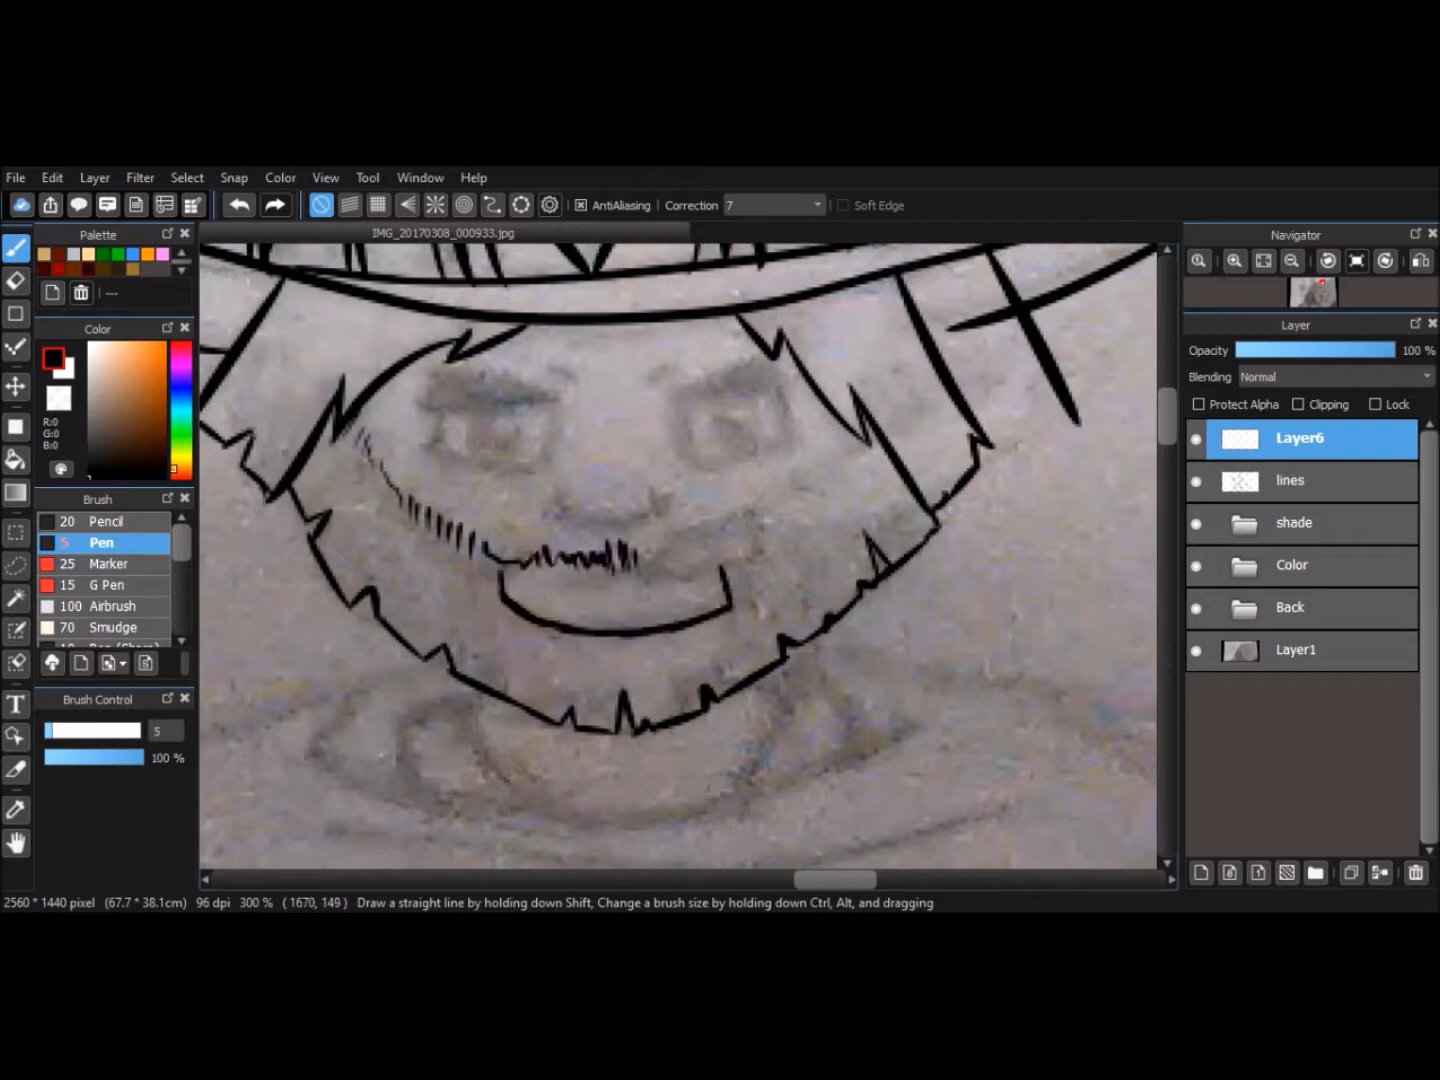 File Edit Layer Filter Select Snap Color View Tool Window Help
AntiAliasing Correction 7 Soft Edge
Palette
IMG_20170308_000933.jpg
Navigator
---
Color
Layer
Opacity 100 %
Blending Normal
Protect Alpha Clipping Lock
R:0
G:0
B:0
Layer6
lines
shade
Color
Back
Layer1
Brush
20 Pencil
5 Pen
25 Marker
15 G Pen
100 Airbrush
70 Smudge
Brush Control
5
100 %
2560 * 1440 pixel (67.7 * 38.1cm) 96 dpi 300 % ( 1670, 149 ) Draw a straight line by holding down Shift, Change a brush size by holding down Ctrl, Alt, and dragging